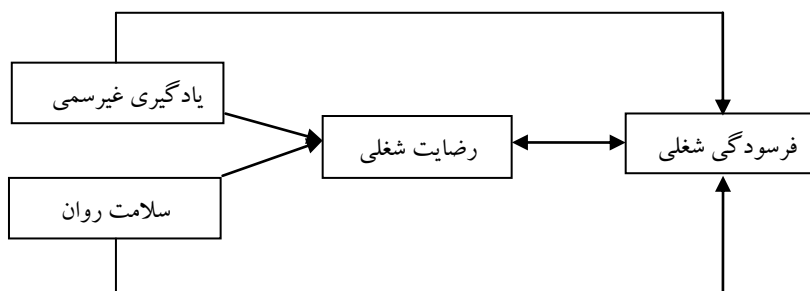 یادگیری غیررسمی
رضایت شغلی
فرسودگی شغلی
سلامت روان